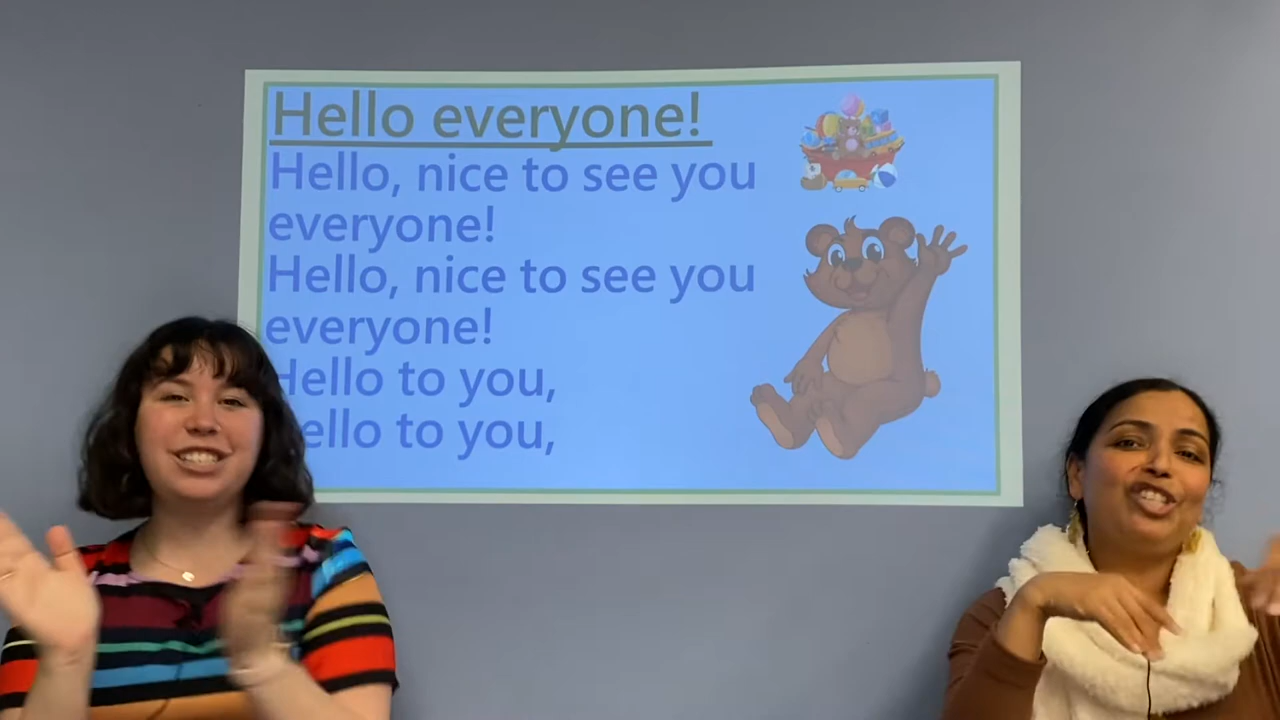 Hello everyone!
Hello, nice to see you
everyone!
Hello, nice to see you
everyone!
Hello to you,
ello to you,